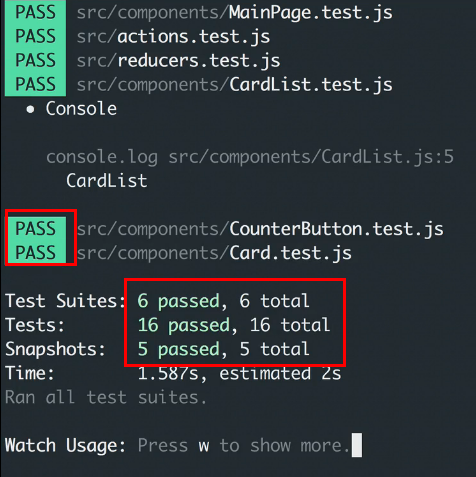 PASS src/components/MainPage.test.js
PASS src/actions.test.js
PASS src/reducers.test.js
PASS src/components/CardList.test.js
● Console
console.log src/components/CardList.js:5
CardList
PASS src/components/CounterButton.test.js
PASS src/components/Card.test.js
Test Suites: 6 passed, 6 total
Tests: 16 passed, 16 total
Snapshots: 5 passed, 5 total
Time: 1.587s, estimated 2s
Ran all test suites.
Watch Usage: Press w to show more.